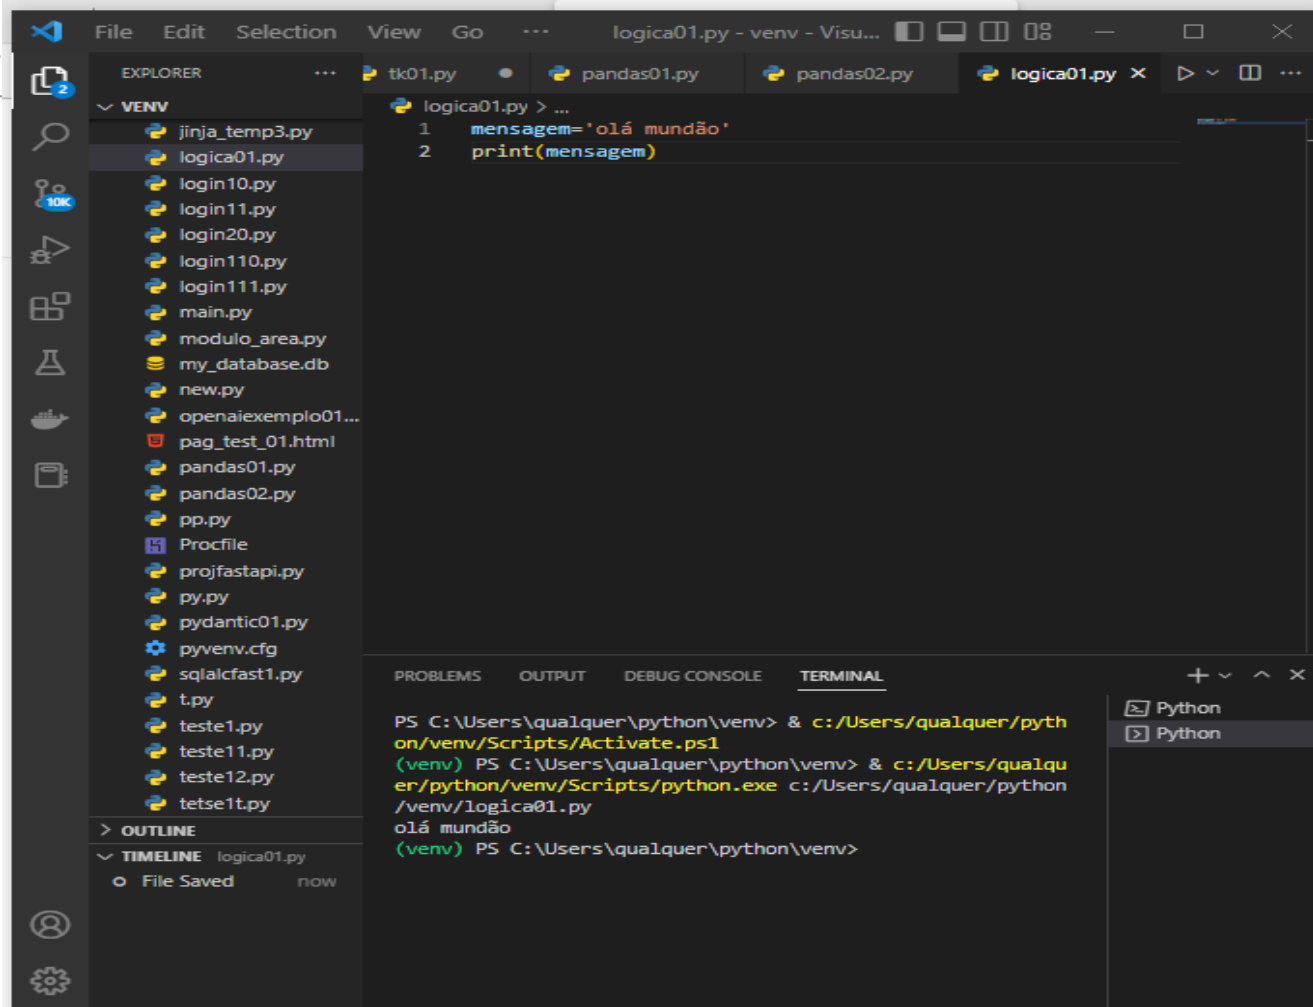 File Edit Selection View Go ··· logica01.py - venv - Visu...
EXPLORER ···
tk01.py pandas01.py pandas02.py logica01.py ···
2
VENV
logica01.py > ...
1 mensagem='olá mundão'
2 print(mensagem)
jinja_temp3.py
logica01.py
login10.py
10K
login11.py
login20.py
login110.py
login111.py
main.py
modulo_area.py
my_database.db
new.py
openaiexemplo01...
pag_test_01.html
pandas01.py
pandas02.py
pp.py
Procfile
projfastapi.py
py.py
pydantic01.py
pyvenv.cfg
sqlalcfast1.py
t.py
teste1.py
teste11.py
teste12.py
tetse1t.py
OUTLINE
TIMELINE logica01.py
File Saved now
PROBLEMS OUTPUT DEBUG CONSOLE TERMINAL
PS C:\Users\qualquer\python\venv> & c:/Users/qualquer/pyth
on/venv/Scripts/Activate.ps1
(venv) PS C:\Users\qualquer\python\venv> & c:/Users/qualqu
er/python/venv/Scripts/python.exe c:/Users/qualquer/python
/venv/logica01.py
olá mundão
(venv) PS C:\Users\qualquer\python\venv>
Python
Python